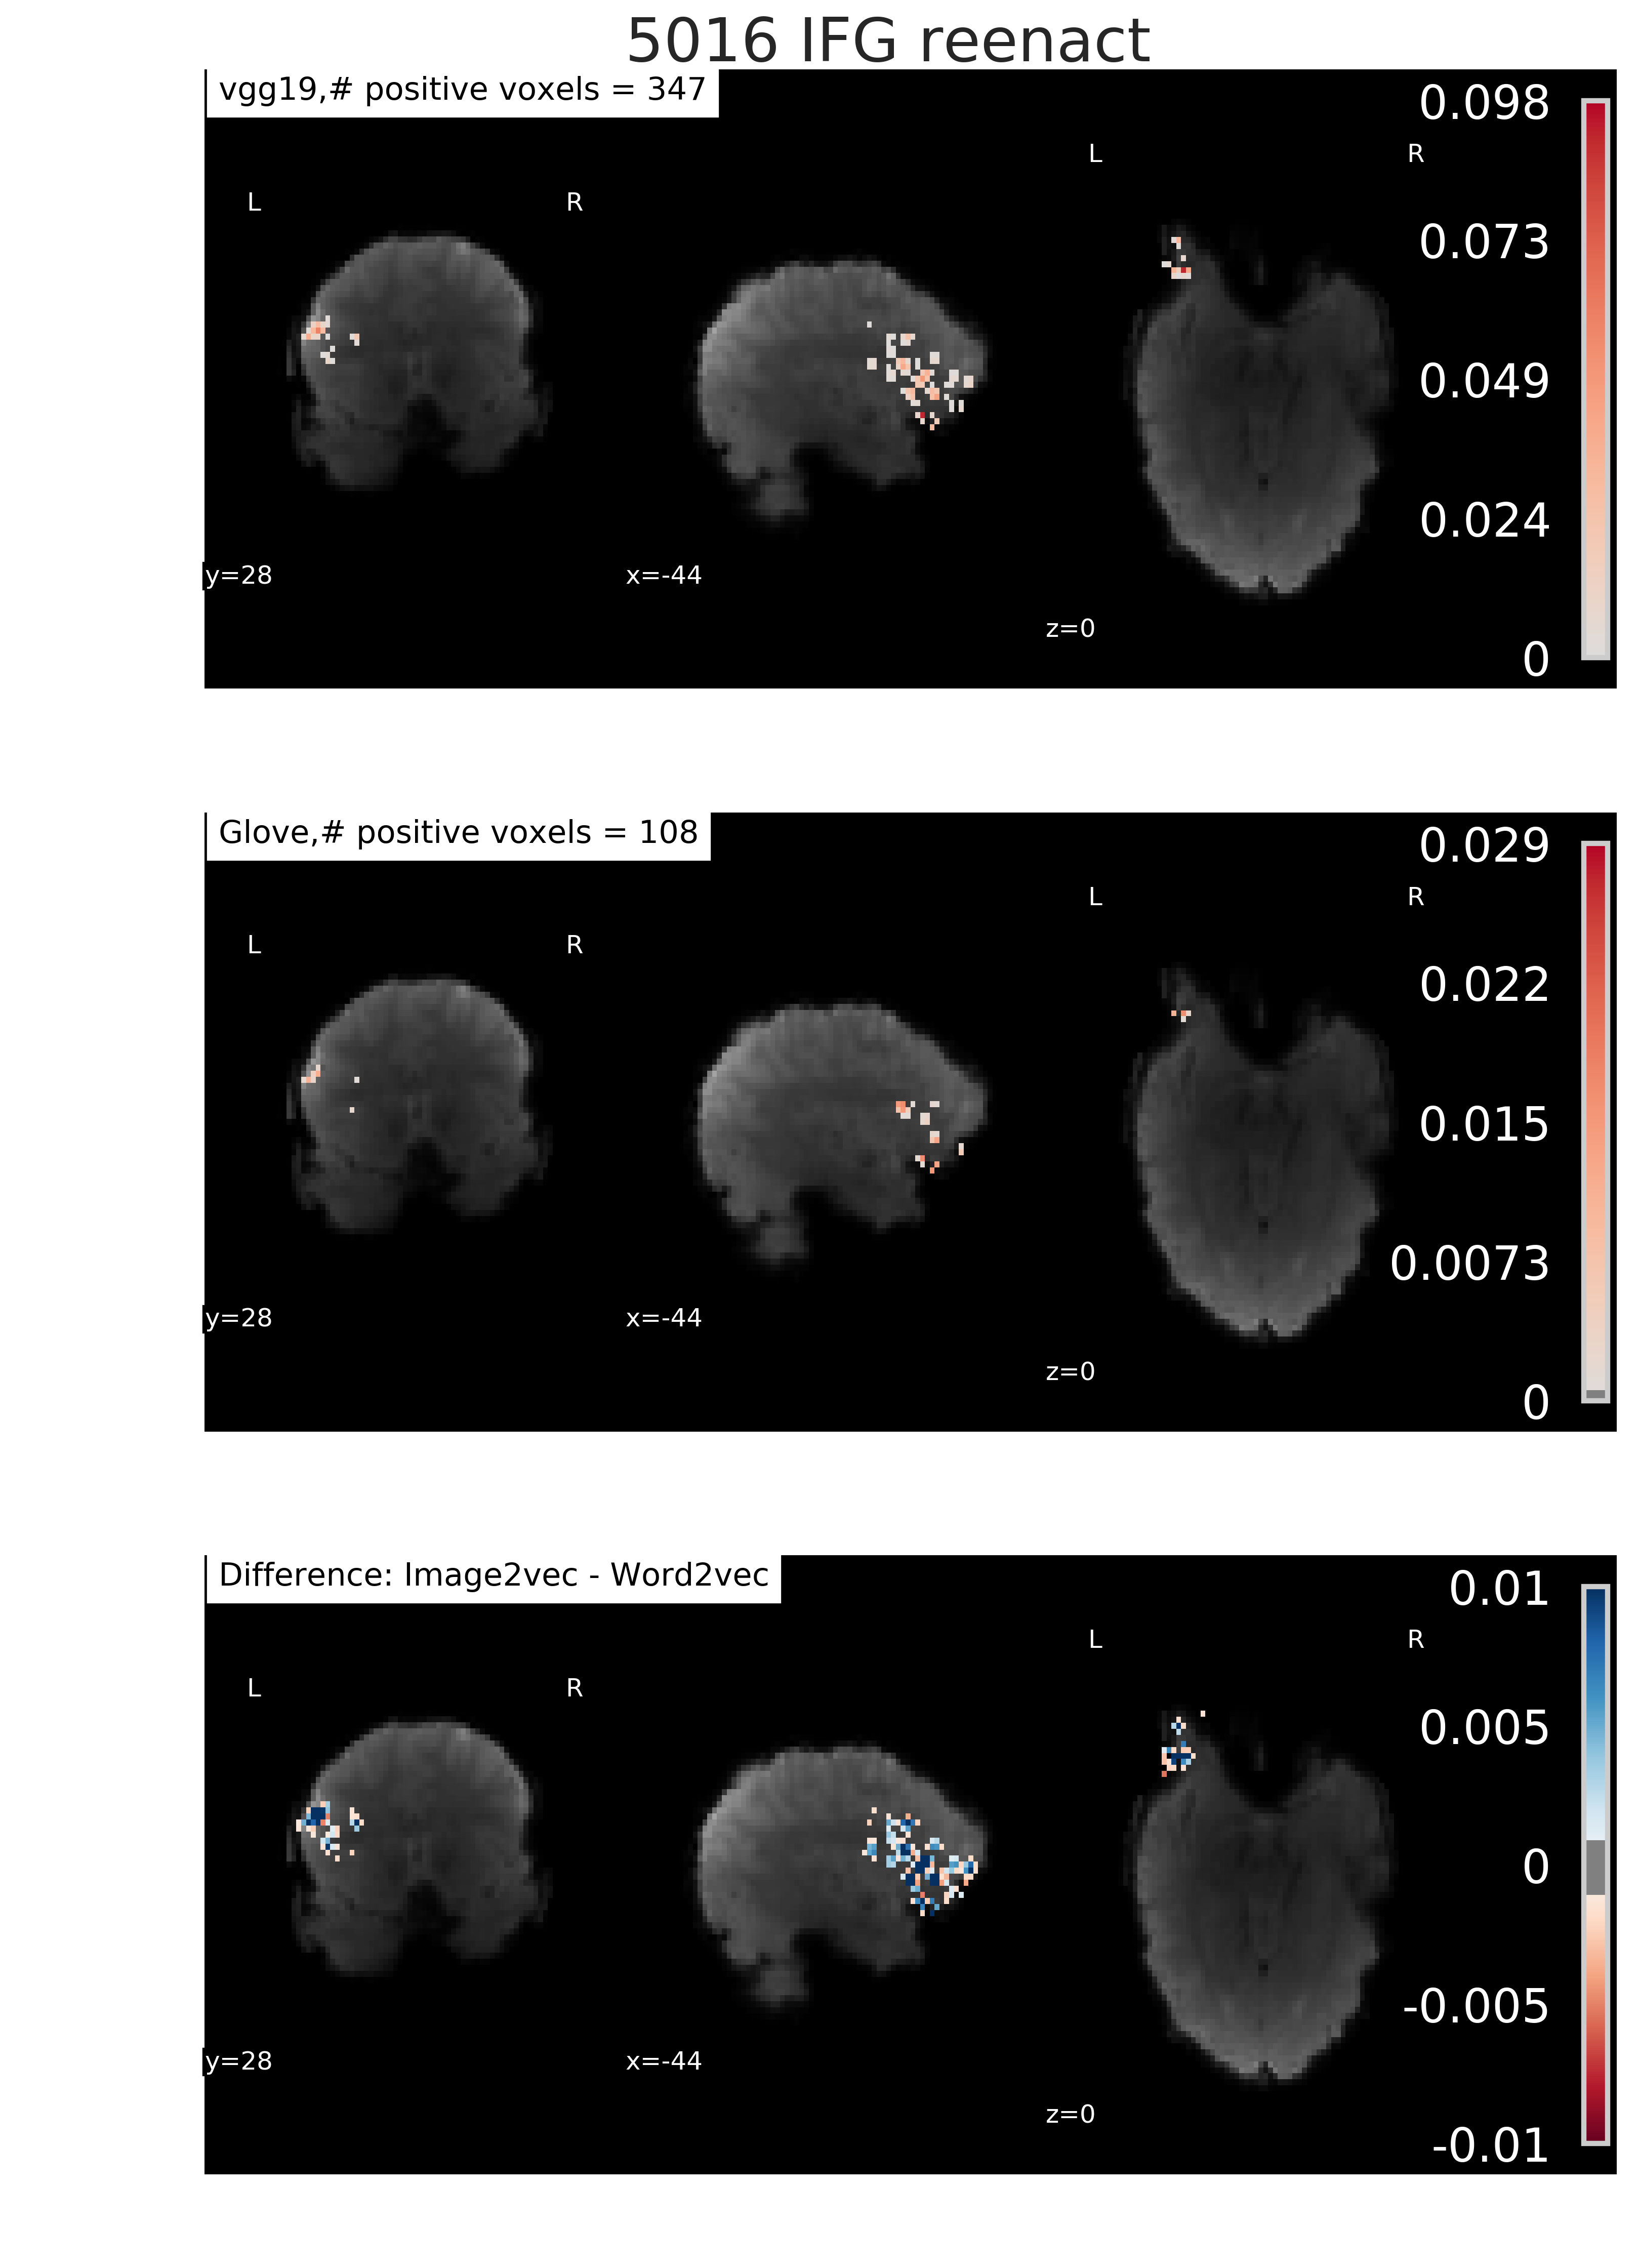 5016 IFG reenact
vgg19,# positive voxels = 347
0.098
L R
L R
0.073
0.049
0.024
y=28 x=-44
z=0
0
Glove,# positive voxels = 108
0.029
L R
L R
0.022
0.015
0.0073
y=28 x=-44
z=0
0
Difference: Image2vec - Word2vec
0.01
L R
L R
0.005
0
-0.005
y=28 x=-44
z=0
-0.01